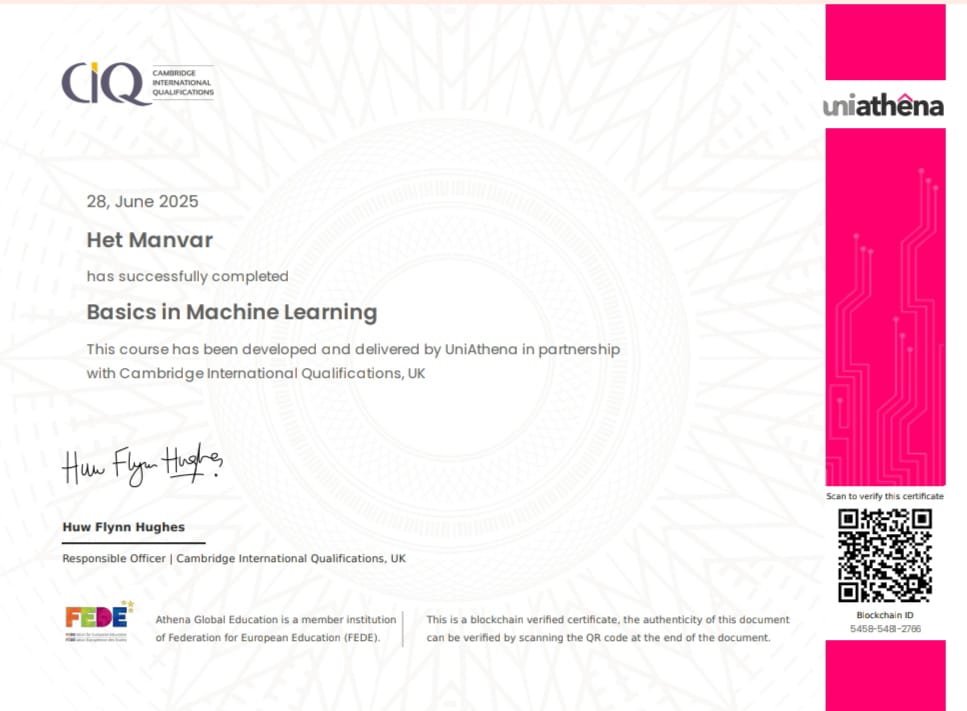 CIQ
CAMBRIDGE
INTERNATIONAL
QUALIFICATIONS
uniathêna
28, June 2025
Het Manvar
has successfully completed
Basics in Machine Learning
This course has been developed and delivered by UniAthena in partnership
with Cambridge International Qualifications, UK
Huw Flynn Hughes
Huw Flynn Hughes
Responsible Officer | Cambridge International Qualifications, UK
Scan to verify this certificate
Blockchain ID
5458-5481-2766
FEDE
Athena Global Education is a member institution
of Federation for European Education (FEDE).
This is a blockchain verified certificate, the authenticity of this document
can be verified by scanning the QR code at the end of the document.